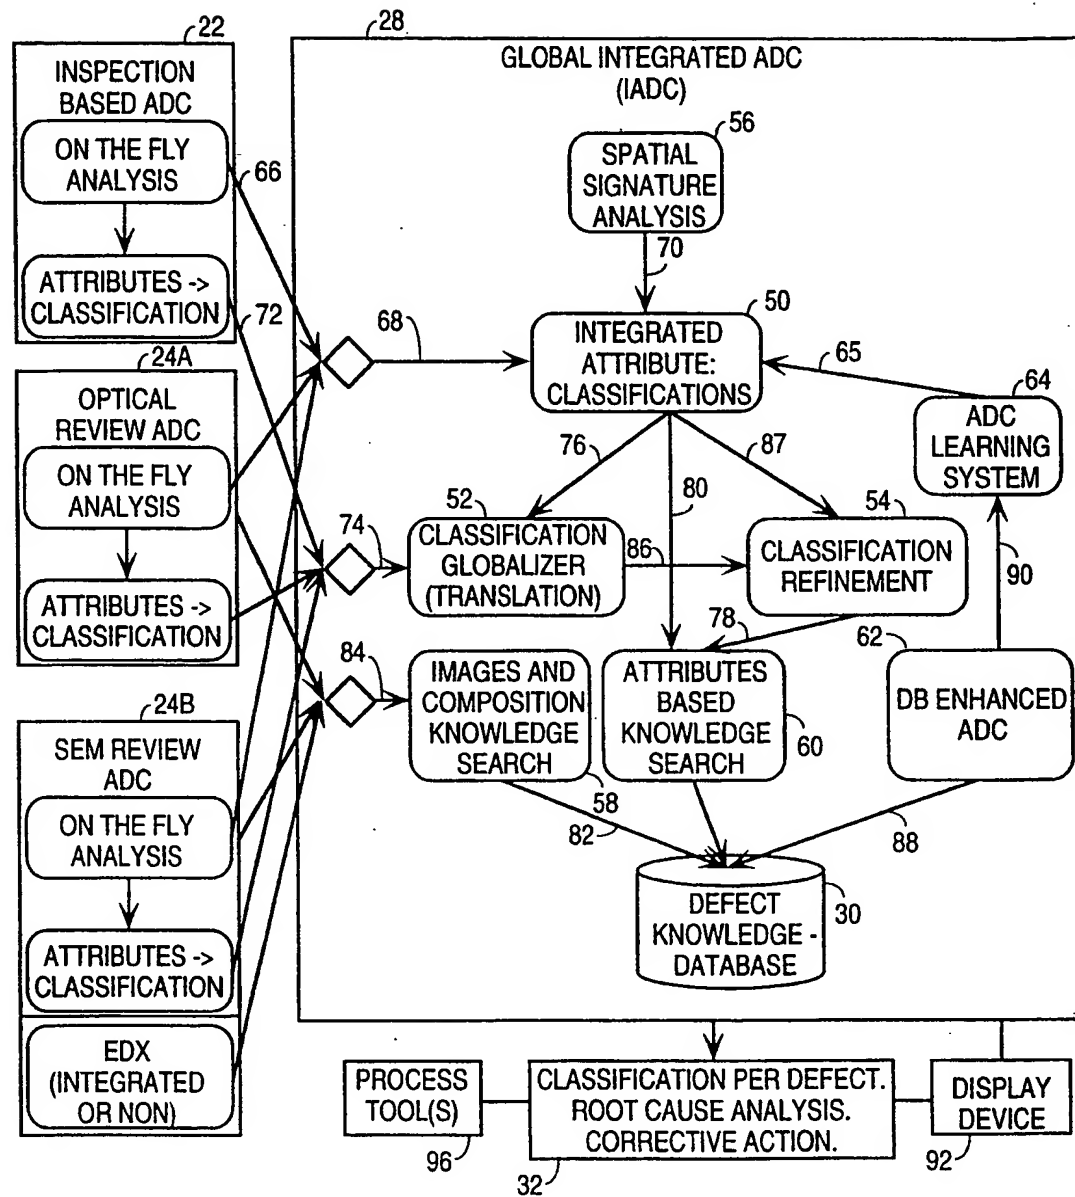 22
INSPECTION
BASED ADC
ON THE FLY
ANALYSIS
ATTRIBUTES ->
CLASSIFICATION
66
72
24A
OPTICAL
REVIEW ADC
ON THE FLY
ANALYSIS
ATTRIBUTES ->
CLASSIFICATION
24B
SEM REVIEW
ADC
ON THE FLY
ANALYSIS
ATTRIBUTES ->
CLASSIFICATION
EDX
(INTEGRATED
OR NON)
28
GLOBAL INTEGRATED ADC
(IADC)
56
SPATIAL
SIGNATURE
ANALYSIS
70
50
68
INTEGRATED
ATTRIBUTE:
CLASSIFICATIONS
65
64
ADC
LEARNING
SYSTEM
76
80
87
52
74
CLASSIFICATION
GLOBALIZER
(TRANSLATION)
86
54
CLASSIFICATION
REFINEMENT
90
78
62
84
IMAGES AND
COMPOSITION
KNOWLEDGE
SEARCH
58
ATTRIBUTES
BASED
KNOWLEDGE
SEARCH
60
DB ENHANCED
ADC
82
88
DEFECT
KNOWLEDGE -
DATABASE
30
PROCESS
TOOL(S)
96
CLASSIFICATION PER DEFECT.
ROOT CAUSE ANALYSIS.
CORRECTIVE ACTION.
32
DISPLAY
DEVICE
92